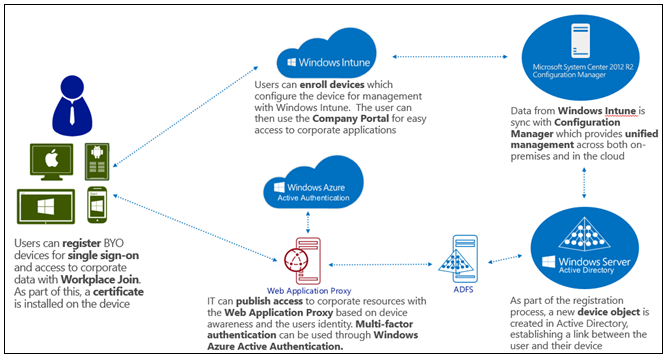 Windows Intune
Users can enroll devices which
configure the device for management
with Windows Intune. The user can
then use the Company Portal for easy
access to corporate applications
Microsoft System Center 2012 R2
Configuration Manager
Data from Windows Intune is
sync with Configuration
Manager which provides unified
management across both on-
premises and in the cloud
Windows Azure
Active Authentication
Users can register BYO
devices for single sign-on
and access to corporate
data with Workplace Join.
As part of this, a certificate
is installed on the device
Web Application Proxy
IT can publish access to corporate resources with
the Web Application Proxy based on device
awareness and the users identity. Multi-factor
authentication can be used through Windows
Azure Active Authentication.
ADFS
Windows Server
Active Directory
As part of the registration
process, a new device object is
created in Active Directory,
establishing a link between the
user and their device